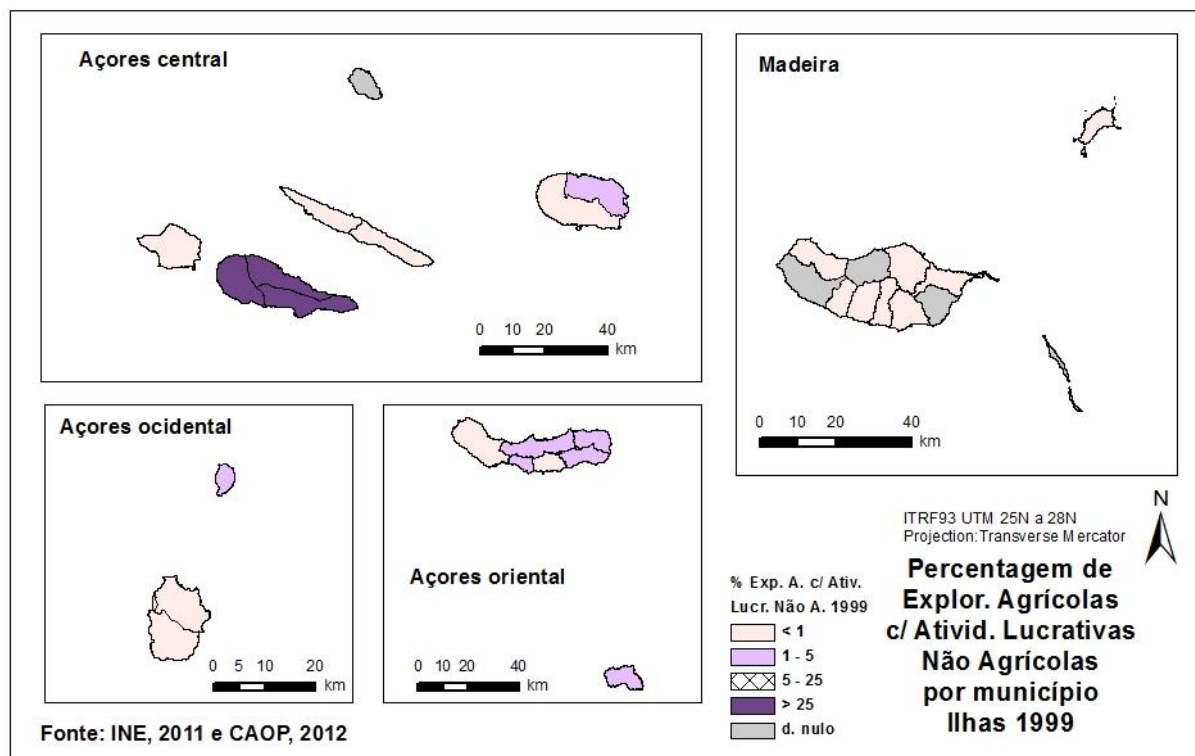 Açores central
0 10 20 40
km
Madeira
0 10 20 40
km
Açores ocidental
0 5 10 20
km
Açores oriental
0 10 20 40
km
Fonte: INE, 2011 e CAOP, 2012
% Exp. A. c/ Ativ.
Lucr. Não A. 1999
< 1
1 - 5
5 - 25
> 25
d. nulo
N
ITRF93 UTM 25N a 28N
Projection:Transverse Mercator
Percentagem de
Explor. Agrícolas
c/ Ativid. Lucrativas
Não Agrícolas
por município
Ilhas 1999